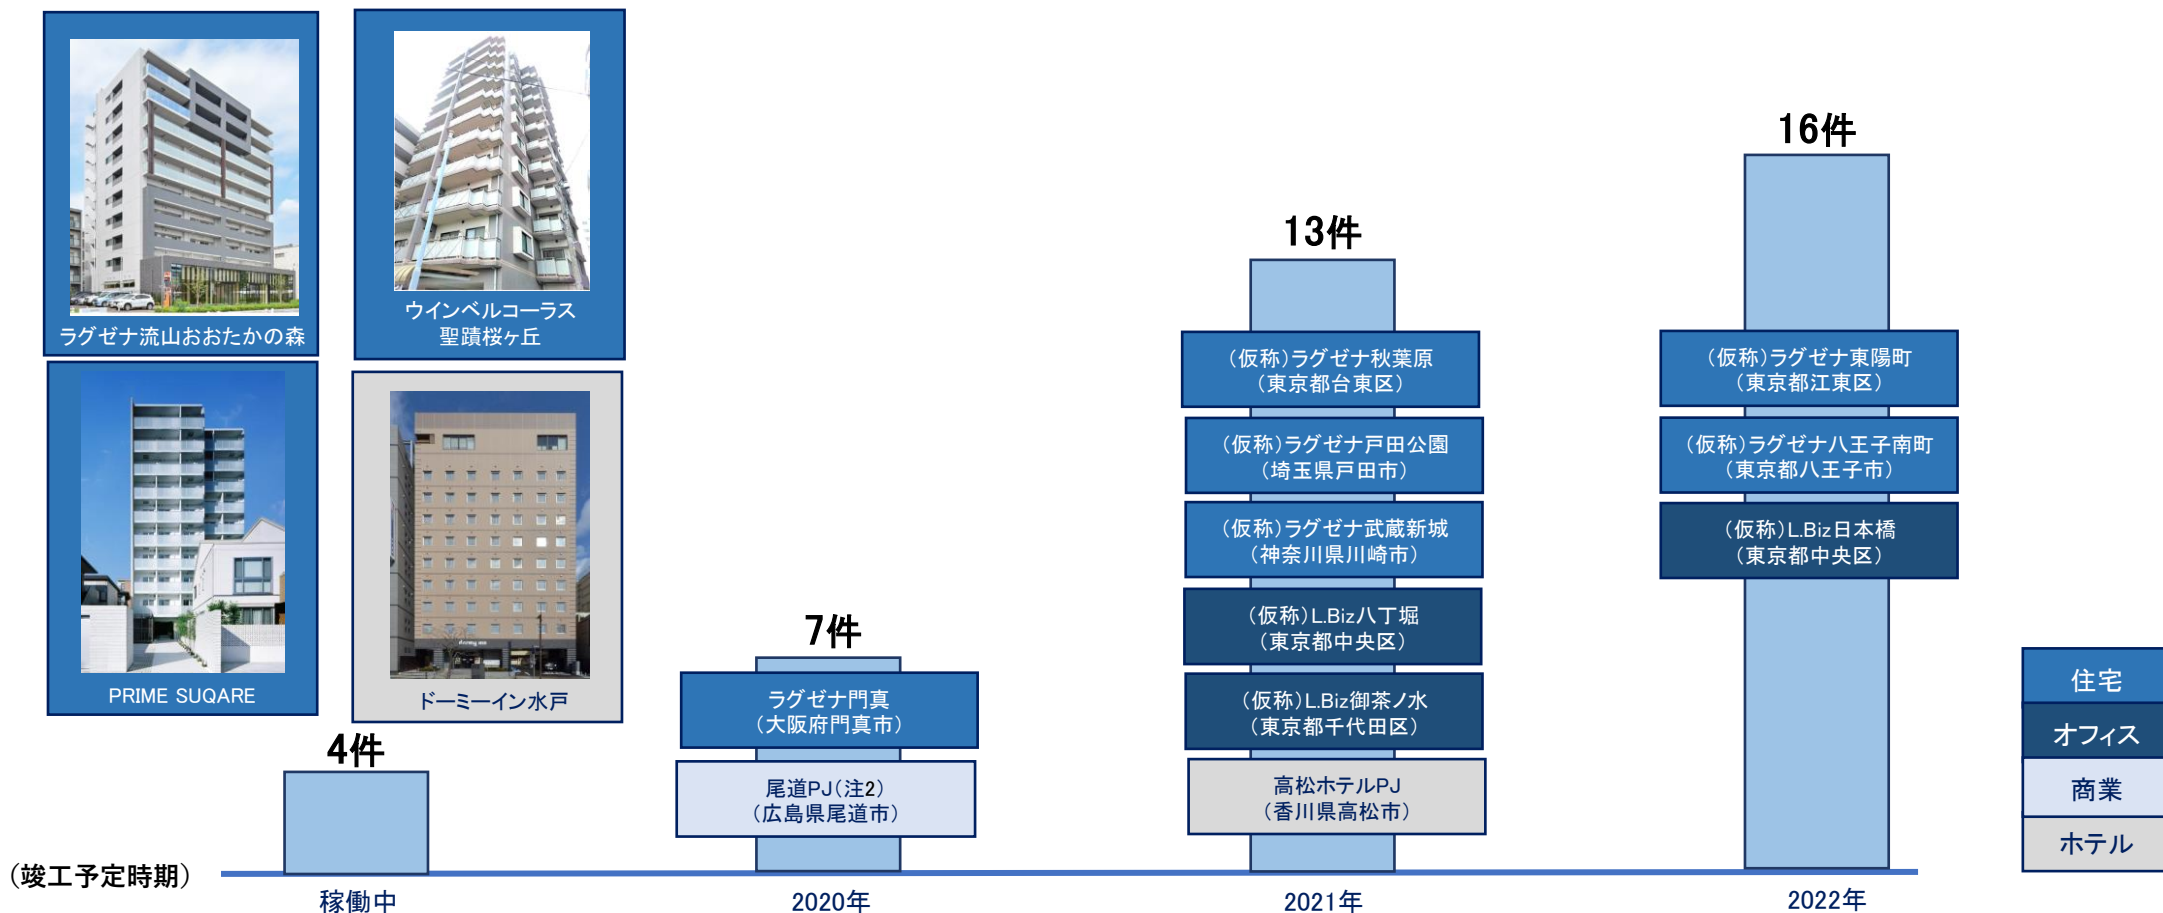 ラグゼナ流山おおたかの森
ウインベルコーラス
聖蹟桜ヶ丘
PRIME SUQARE
ドーミーイン水戸
4件
7件
ラグゼナ門真
（大阪府門真市）
尾道PJ（注2）
（広島県尾道市）
13件
（仮称）ラグゼナ秋葉原
（東京都台東区）
（仮称）ラグゼナ戸田公園
（埼玉県戸田市）
（仮称）ラグゼナ武蔵新城
（神奈川県川崎市）
（仮称）L.Biz八丁堀
（東京都中央区）
（仮称）L.Biz御茶ノ水
（東京都千代田区）
高松ホテルPJ
（香川県高松市）
16件
（仮称）ラグゼナ東陽町
（東京都江東区）
（仮称）ラグゼナ八王子南町
（東京都八王子市）
（仮称）L.Biz日本橋
（東京都中央区）
住宅
オフィス
商業
ホテル
（竣工予定時期）
稼働中
2020年
2021年
2022年